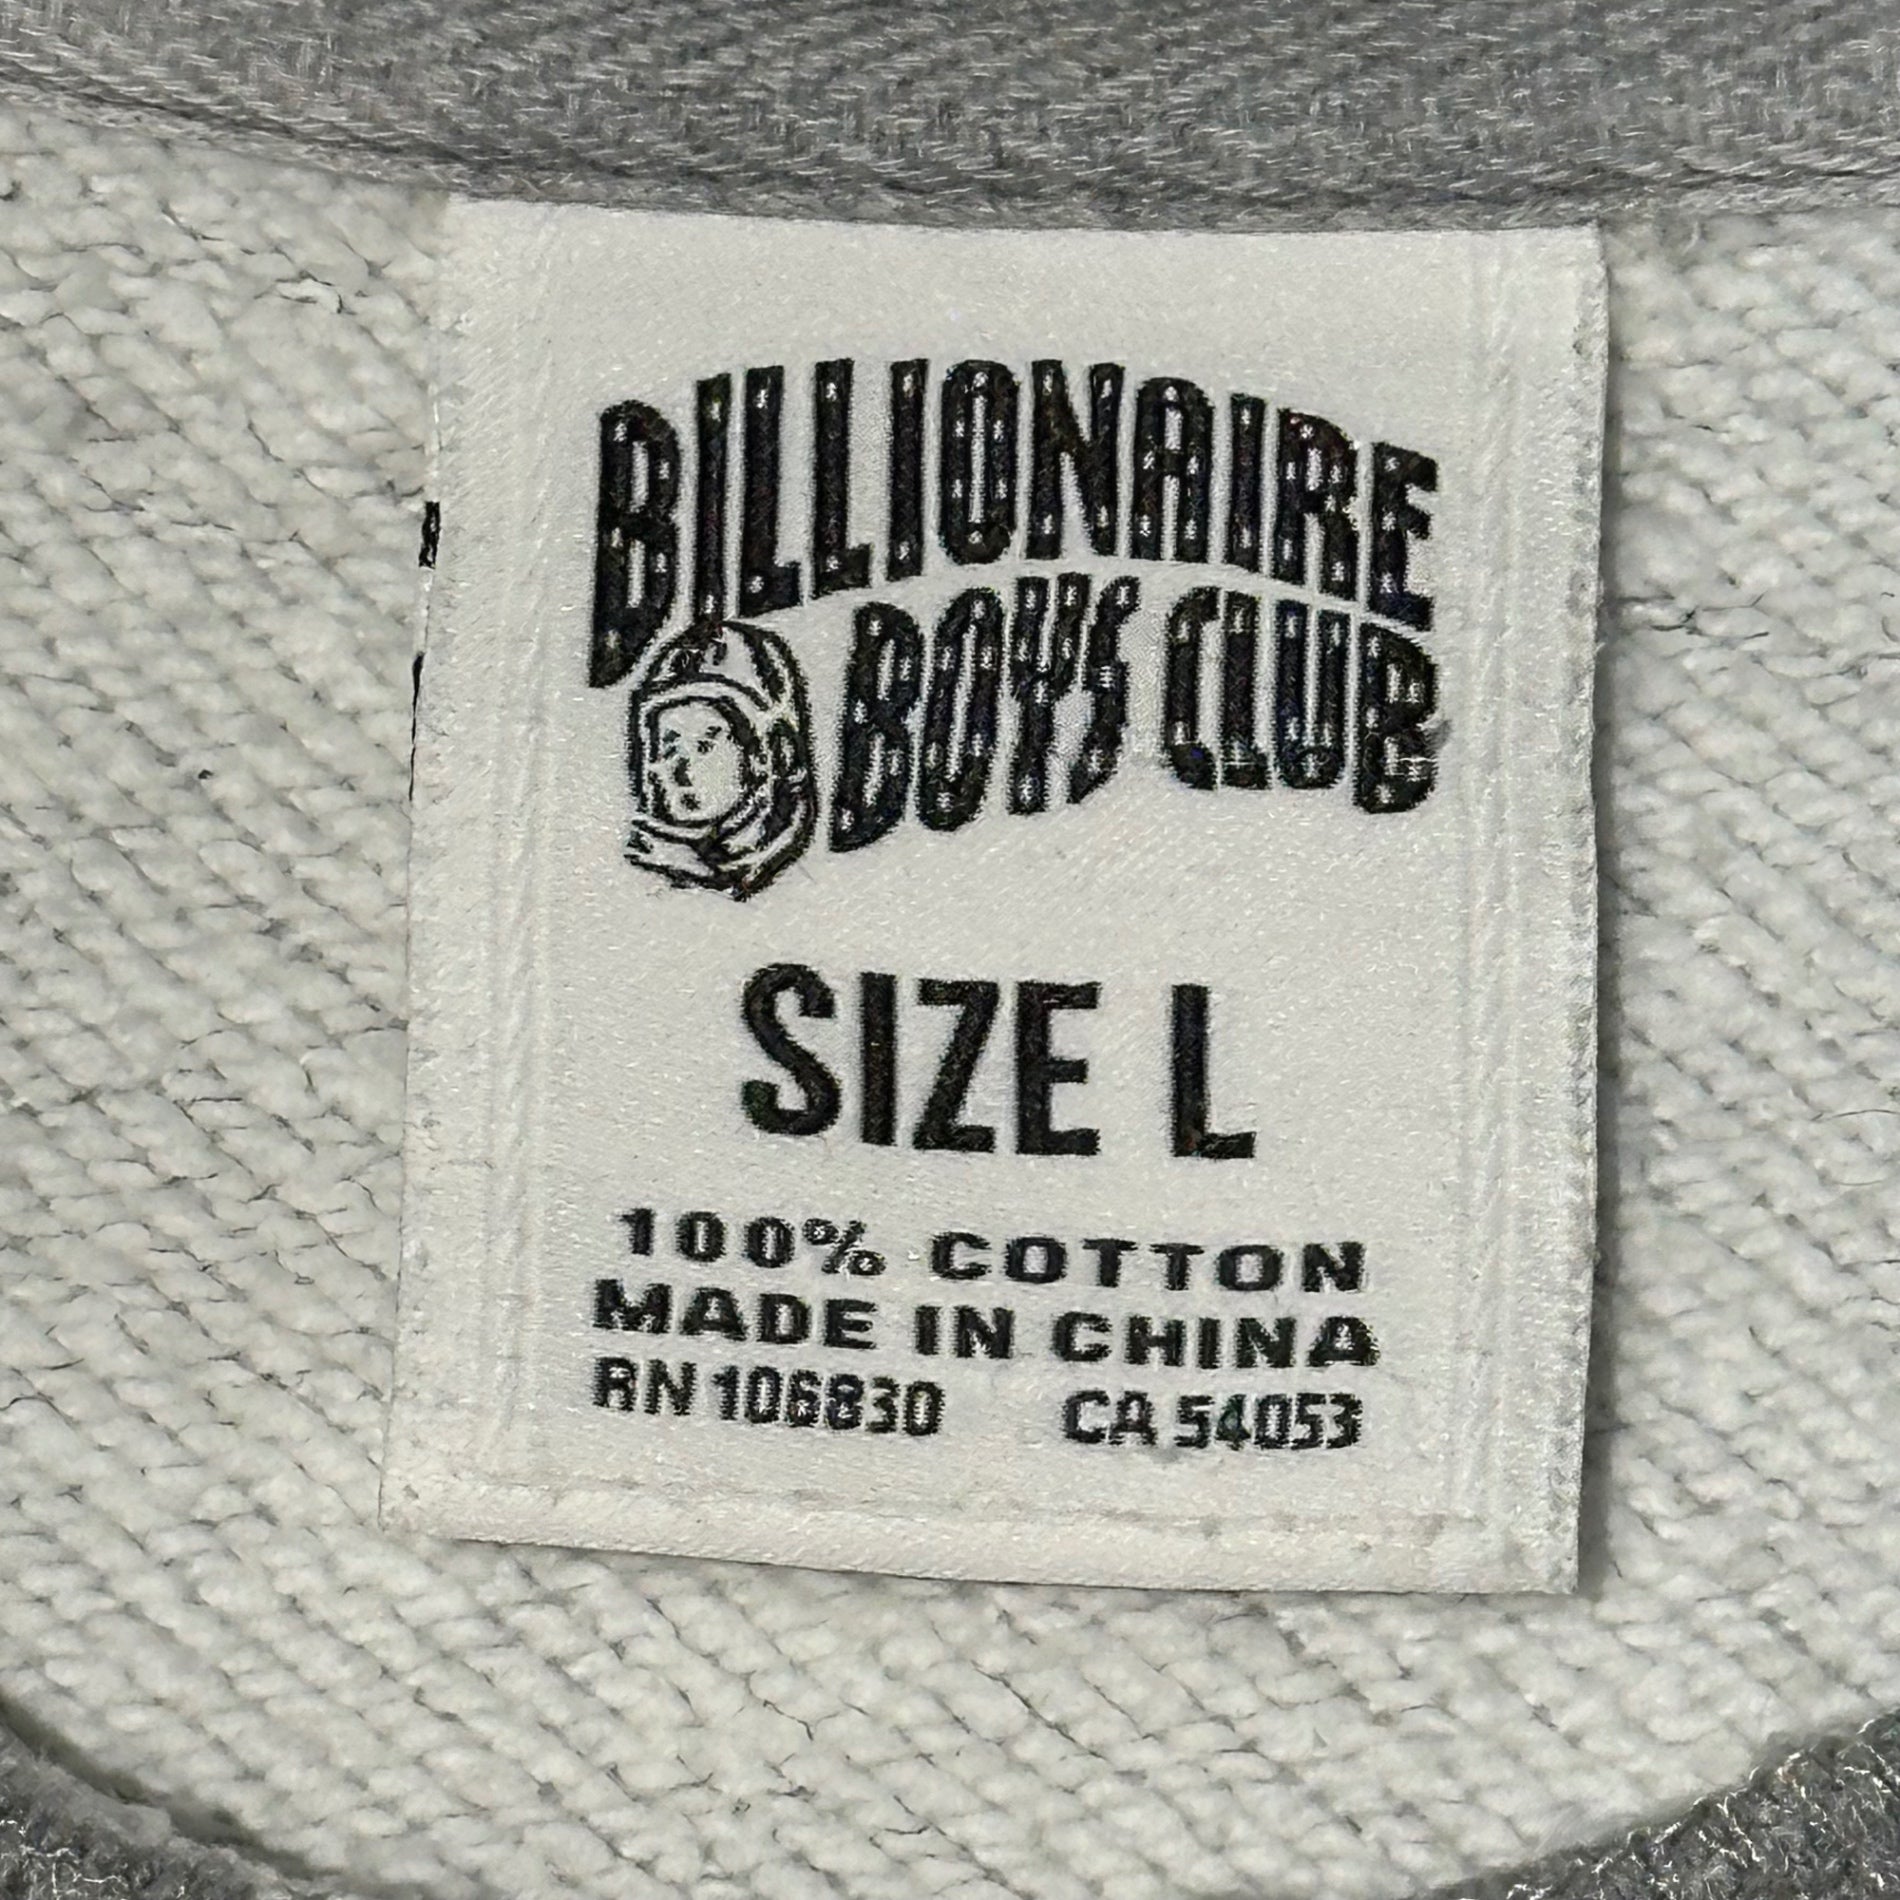 BILLIONAIRE
BOYS CLUB
SIZE L
100% COTTON
MADE IN CHINA
RN 106830 CA 54053